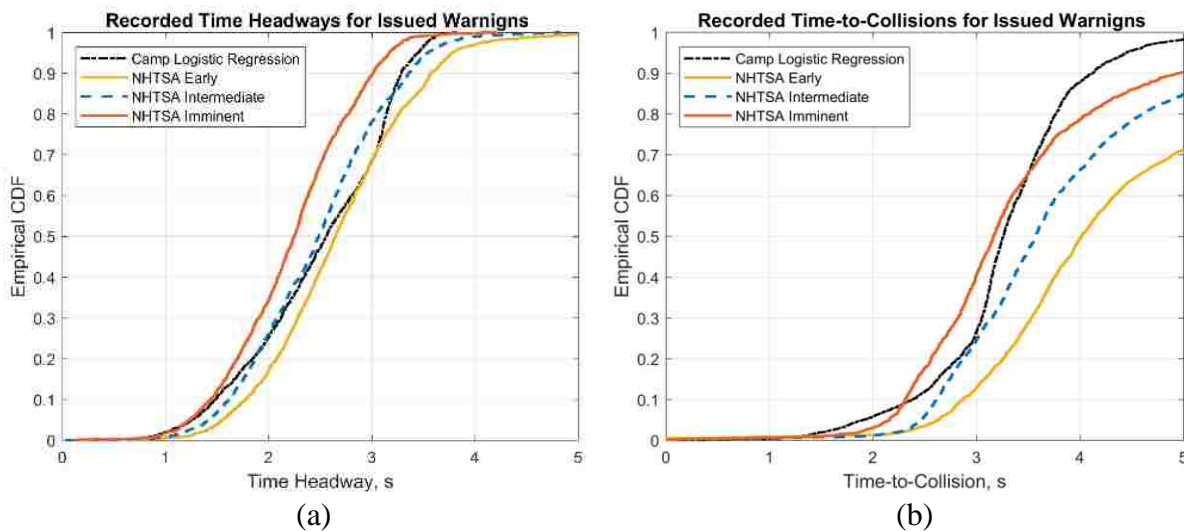 Recorded Time Headways for Issued Warnigns
Camp Logistic Regression
NHTSA Early
NHTSA Intermediate
NHTSA Imminent
Empirical CDF
1
0.9
0.8
0.7
0.6
0.5
0.4
0.3
0.2
0.1
0
0 1 2 3 4 5
Time Headway, s
(a)
Recorded Time-to-Collisions for Issued Warnigns
Camp Logistic Regression
NHTSA Early
NHTSA Intermediate
NHTSA Imminent
Empirical CDF
1
0.9
0.8
0.7
0.6
0.5
0.4
0.3
0.2
0.1
0
0 1 2 3 4 5
Time-to-Collision, s
(b)